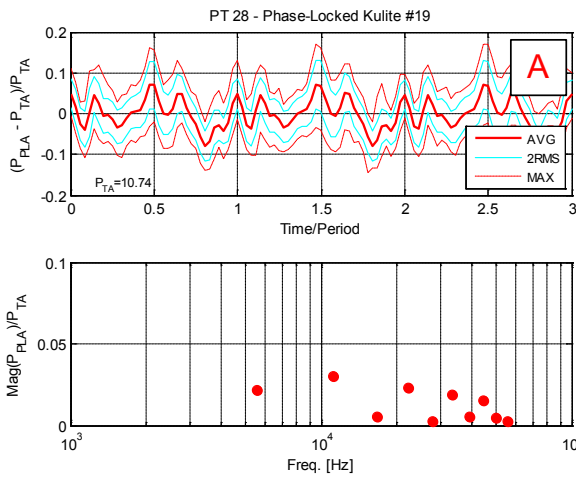 PT 28 - Phase-Locked Kulite #19
(P_PLA - P_TA)/P_TA
0.2
0.1
0
-0.1
-0.2
A
AVG
2RMS
MAX
P_TA=10.74
0 0.5 1 1.5 2 2.5 3
Time/Period
Mag(P_PLA)/P_TA
0.1
0.05
0
10^3 10^4 10
Freq. [Hz]